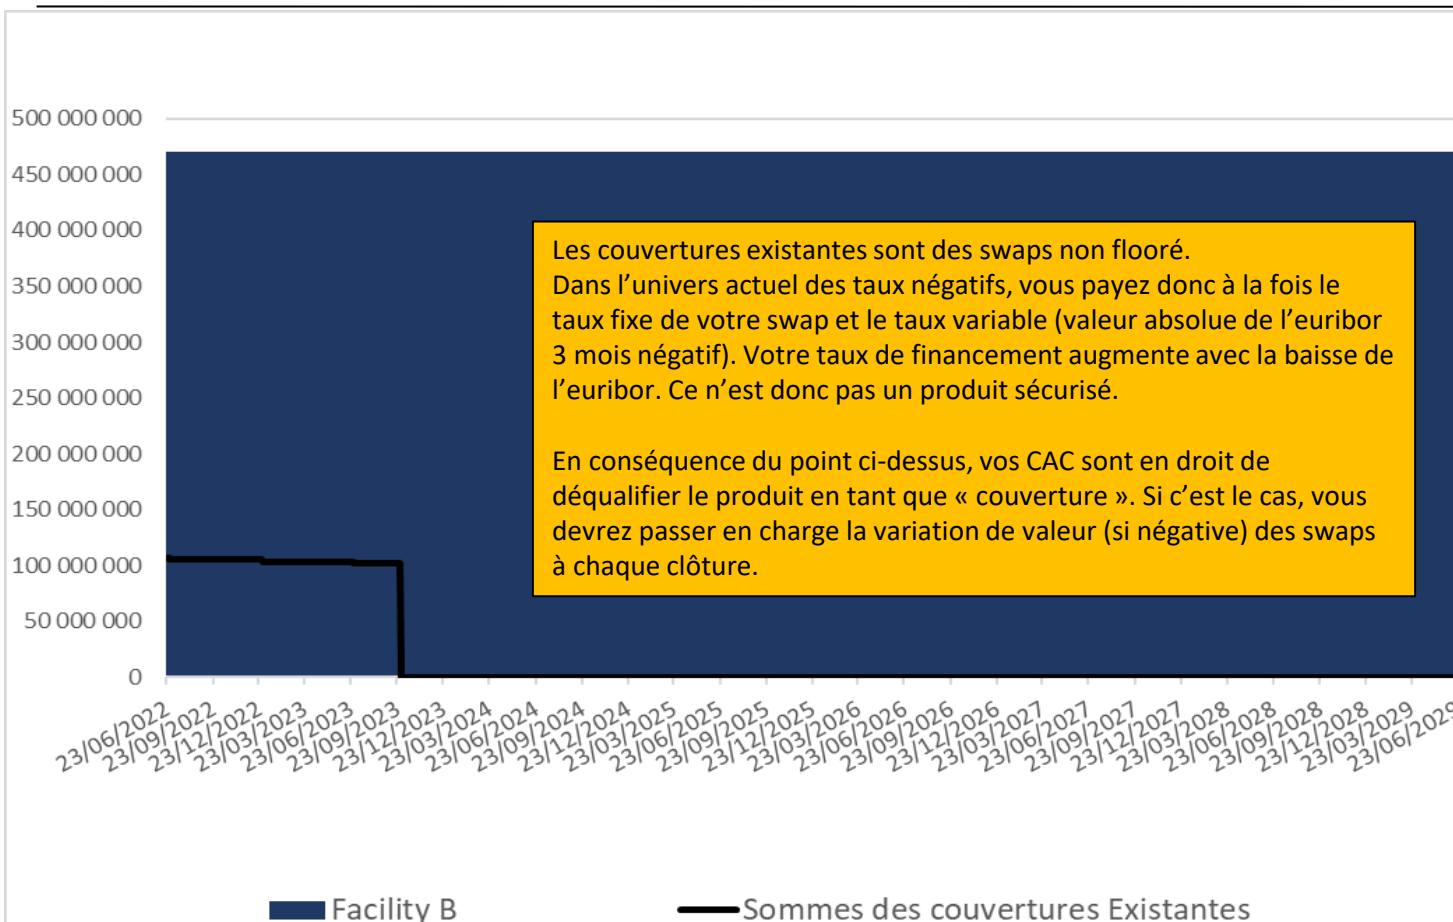 500 000 000
450 000 000
400 000 000
350 000 000
300 000 000
250 000 000
200 000 000
150 000 000
100 000 000
50 000 000
0
Les couvertures existantes sont des swaps non flooré.
Dans l’univers actuel des taux négatifs, vous payez donc à la fois le
taux fixe de votre swap et le taux variable (valeur absolue de l’euribor
3 mois négatif). Votre taux de financement augmente avec la baisse de
l’euribor. Ce n’est donc pas un produit sécurisé.
En conséquence du point ci-dessus, vos CAC sont en droit de
déqualifier le produit en tant que « couverture ». Si c’est le cas, vous
devrez passer en charge la variation de valeur (si négative) des swaps
à chaque clôture.
23/06/2022
23/09/2022
23/12/2022
23/03/2023
23/06/2023
23/09/2023
23/12/2023
23/03/2024
23/06/2024
23/09/2024
23/12/2024
23/03/2025
23/06/2025
23/09/2025
23/12/2025
23/03/2026
23/06/2026
23/09/2026
23/12/2026
23/03/2027
23/06/2027
23/09/2027
23/12/2027
23/03/2028
23/06/2028
23/09/2028
23/12/2028
23/03/2029
23/06/2029
Facility B
Sommes des couvertures Existantes